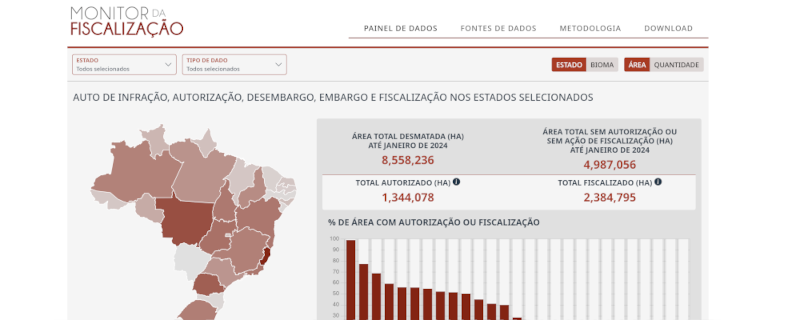 MONITOR DA
FISCALIZAÇÃO
PAINEL DE DADOS FONTES DE DADOS METODOLOGIA DOWNLOAD
ESTADO
Todos selecionados
TIPO DE DADO
Todos selecionados
ESTADO BIOMA ÁREA QUANTIDADE
AUTO DE INFRAÇÃO, AUTORIZAÇÃO, DESEMBARGO, EMBARGO E FISCALIZAÇÃO NOS ESTADOS SELECIONADOS
ÁREA TOTAL DESMATADA (HA)
ATÉ JANEIRO DE 2024
8,558,236
ÁREA TOTAL SEM AUTORIZAÇÃO OU
SEM AÇÃO DE FISCALIZAÇÃO (HA)
ATÉ JANEIRO DE 2024
4,987,056
TOTAL AUTORIZADO (HA)
1,344,078
TOTAL FISCALIZADO (HA)
2,384,795
% DE ÁREA COM AUTORIZAÇÃO OU FISCALIZAÇÃO
100
90
80
70
60
50
40
30